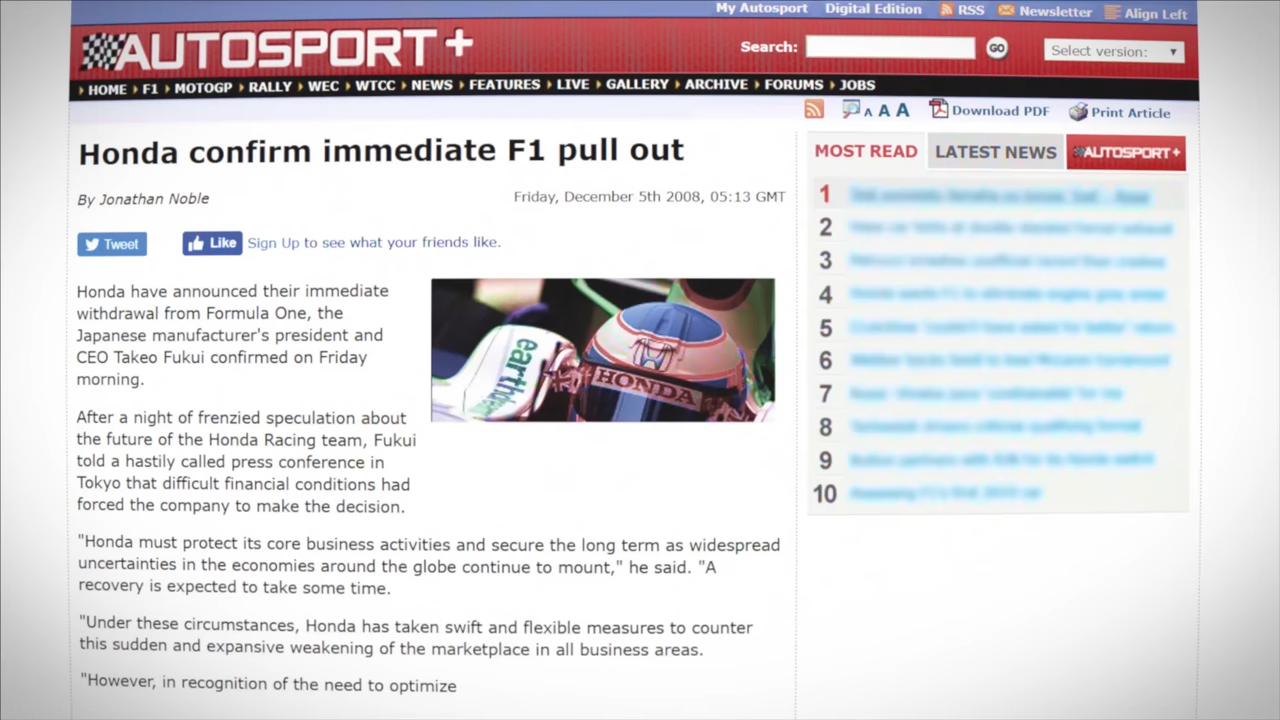 My Autosport Digital Edition RSS Newsletter Align Left
AUTOSPORT+
Search: GO Select version:
HOME F1 MOTOGP RALLY WEC WTCC NEWS FEATURES LIVE GALLERY ARCHIVE FORUMS JOBS
A A A Download PDF Print Article
Honda confirm immediate F1 pull out
By Jonathan Noble
Friday, December 5th 2008, 05:13 GMT
Tweet Like Sign Up to see what your friends like.
Honda have announced their immediate
withdrawal from Formula One, the
Japanese manufacturer's president and
CEO Takeo Fukui confirmed on Friday
morning.
earth
HONDA
After a night of frenzied speculation about
the future of the Honda Racing team, Fukui
told a hastily called press conference in
Tokyo that difficult financial conditions had
forced the company to make the decision.
"Honda must protect its core business activities and secure the long term as widespread
uncertainties in the economies around the globe continue to mount," he said. "A
recovery is expected to take some time.
"Under these circumstances, Honda has taken swift and flexible measures to counter
this sudden and expansive weakening of the marketplace in all business areas.
"However, in recognition of the need to optimize
MOST READ LATEST NEWS AUTOSPORT+
1
2
3
4
5
6
7
8
9
10